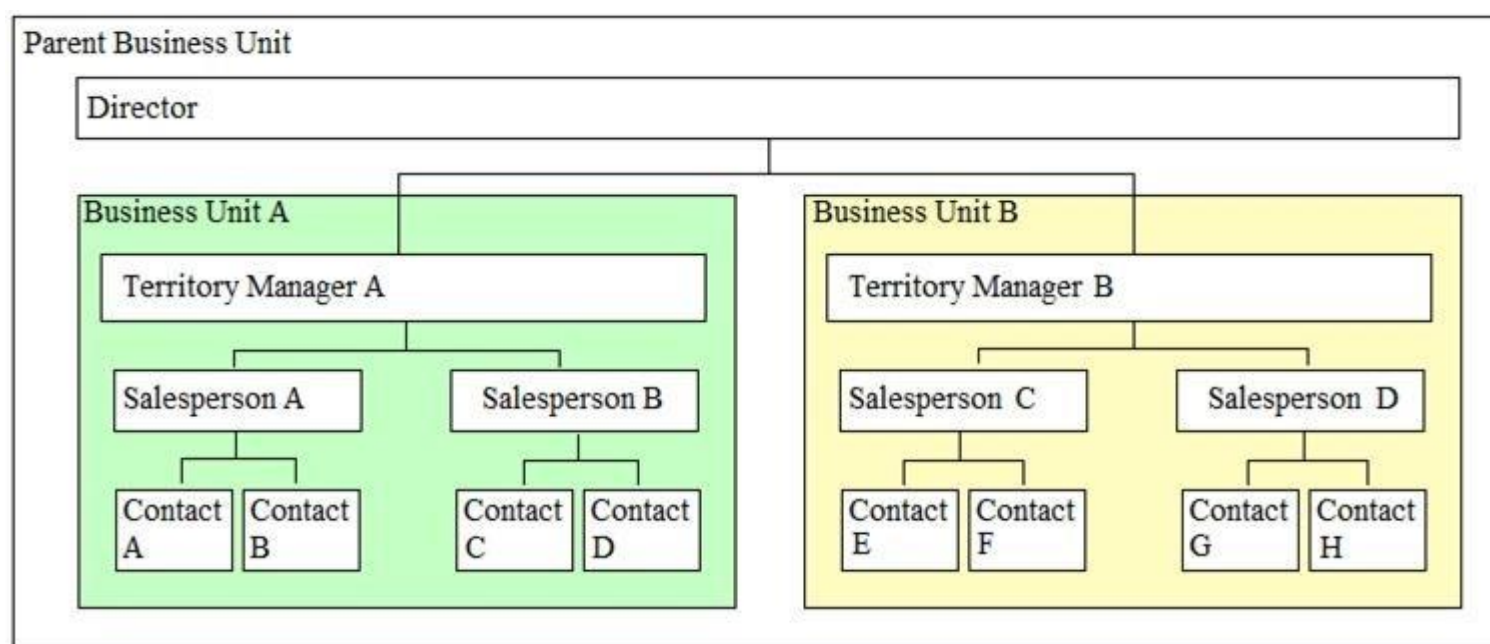 Parent Business Unit
Director
Business Unit A
Business Unit B
Territory Manager A
Territory Manager B
Salesperson A
Salesperson B
Salesperson C
Salesperson D
Contact
A
Contact
B
Contact
C
Contact
D
Contact
E
Contact
F
Contact
G
Contact
H